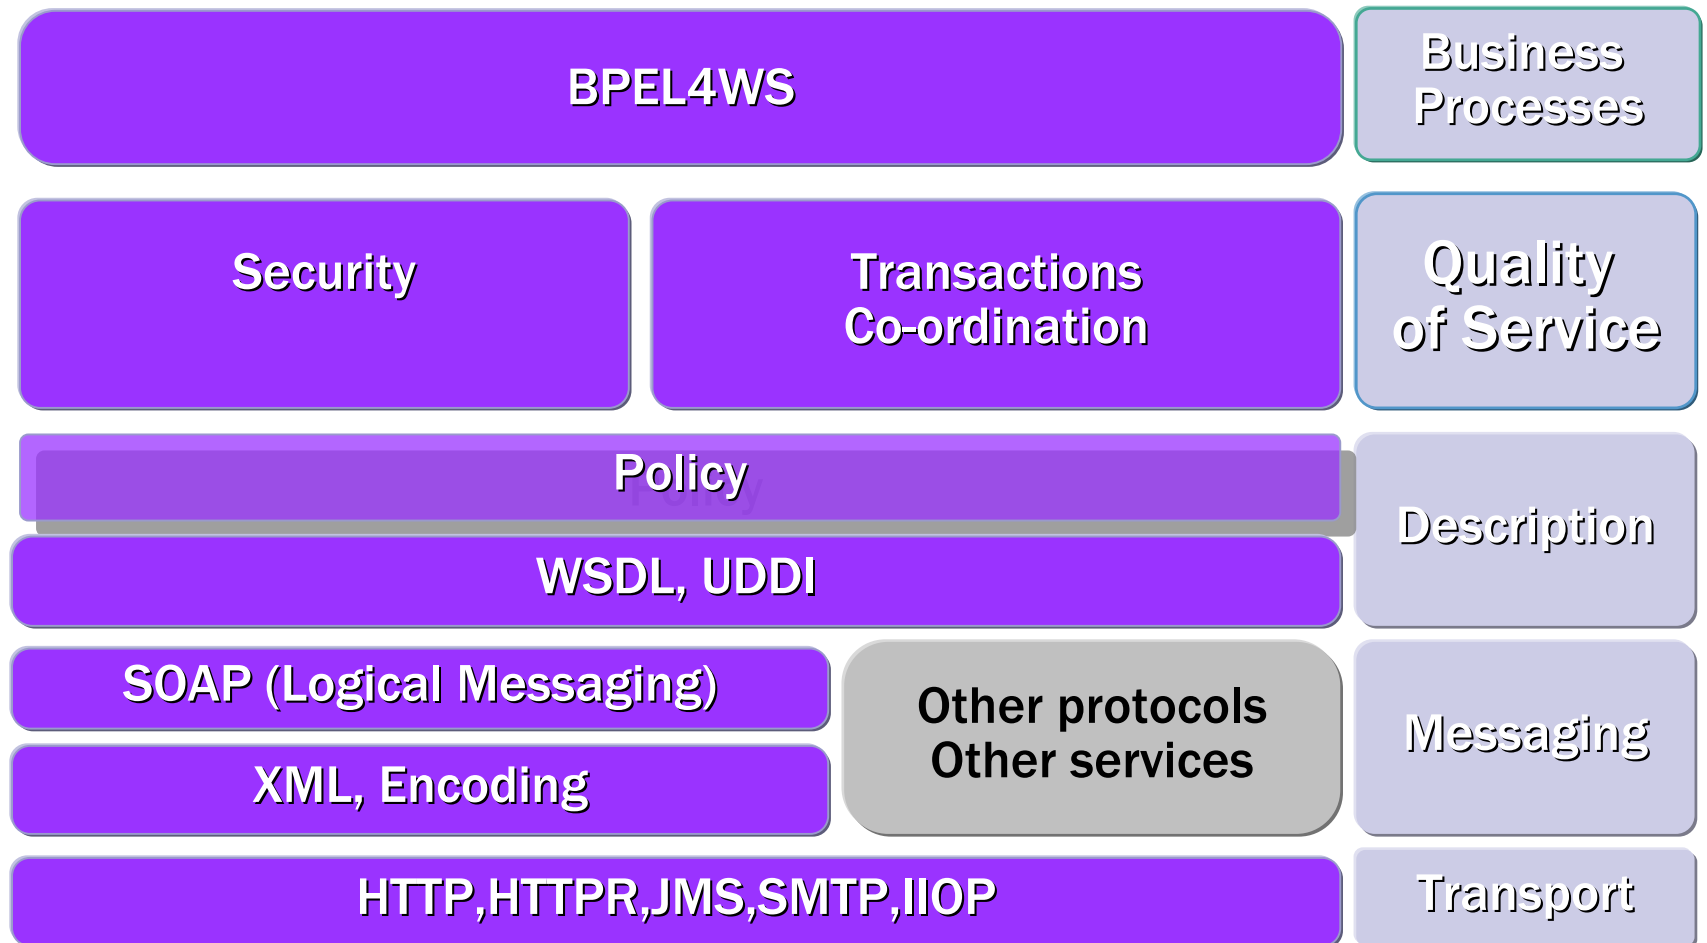 BPEL4WS
Business
Processes
Security
Transactions
Co-ordination
Quality
of Service
Policy
WSDL, UDDI
Description
SOAP (Logical Messaging)
XML, Encoding
Other protocols
Other services
Messaging
HTTP,HTTPR,JMS,SMTP,IIOP
Transport